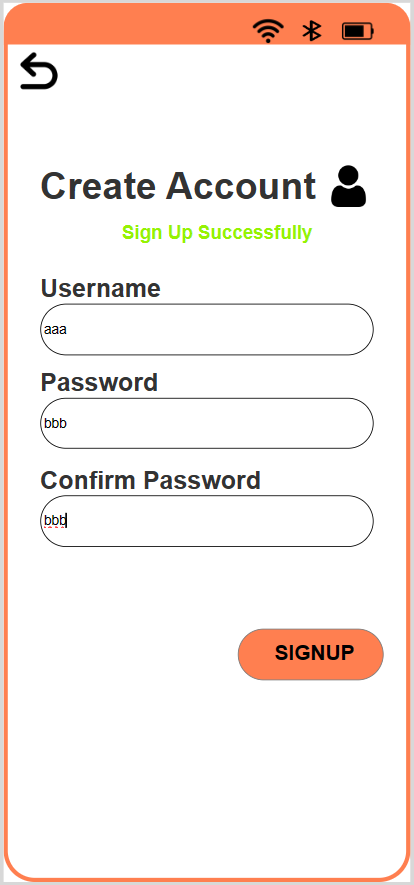 Create Account
Sign Up Successfully
Username
aaa
Password
bbb
Confirm Password
bbb
SIGNUP